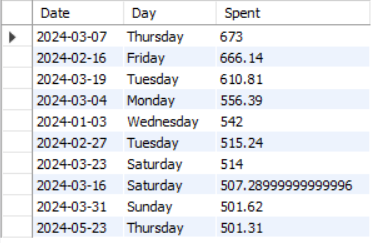 Date Day Spent
2024-03-07 Thursday 673
2024-02-16 Friday 666.14
2024-03-19 Tuesday 610.81
2024-03-04 Monday 556.39
2024-01-03 Wednesday 542
2024-02-27 Tuesday 515.24
2024-03-23 Saturday 514
2024-03-16 Saturday 507.28999999999996
2024-03-31 Sunday 501.62
2024-05-23 Thursday 501.31